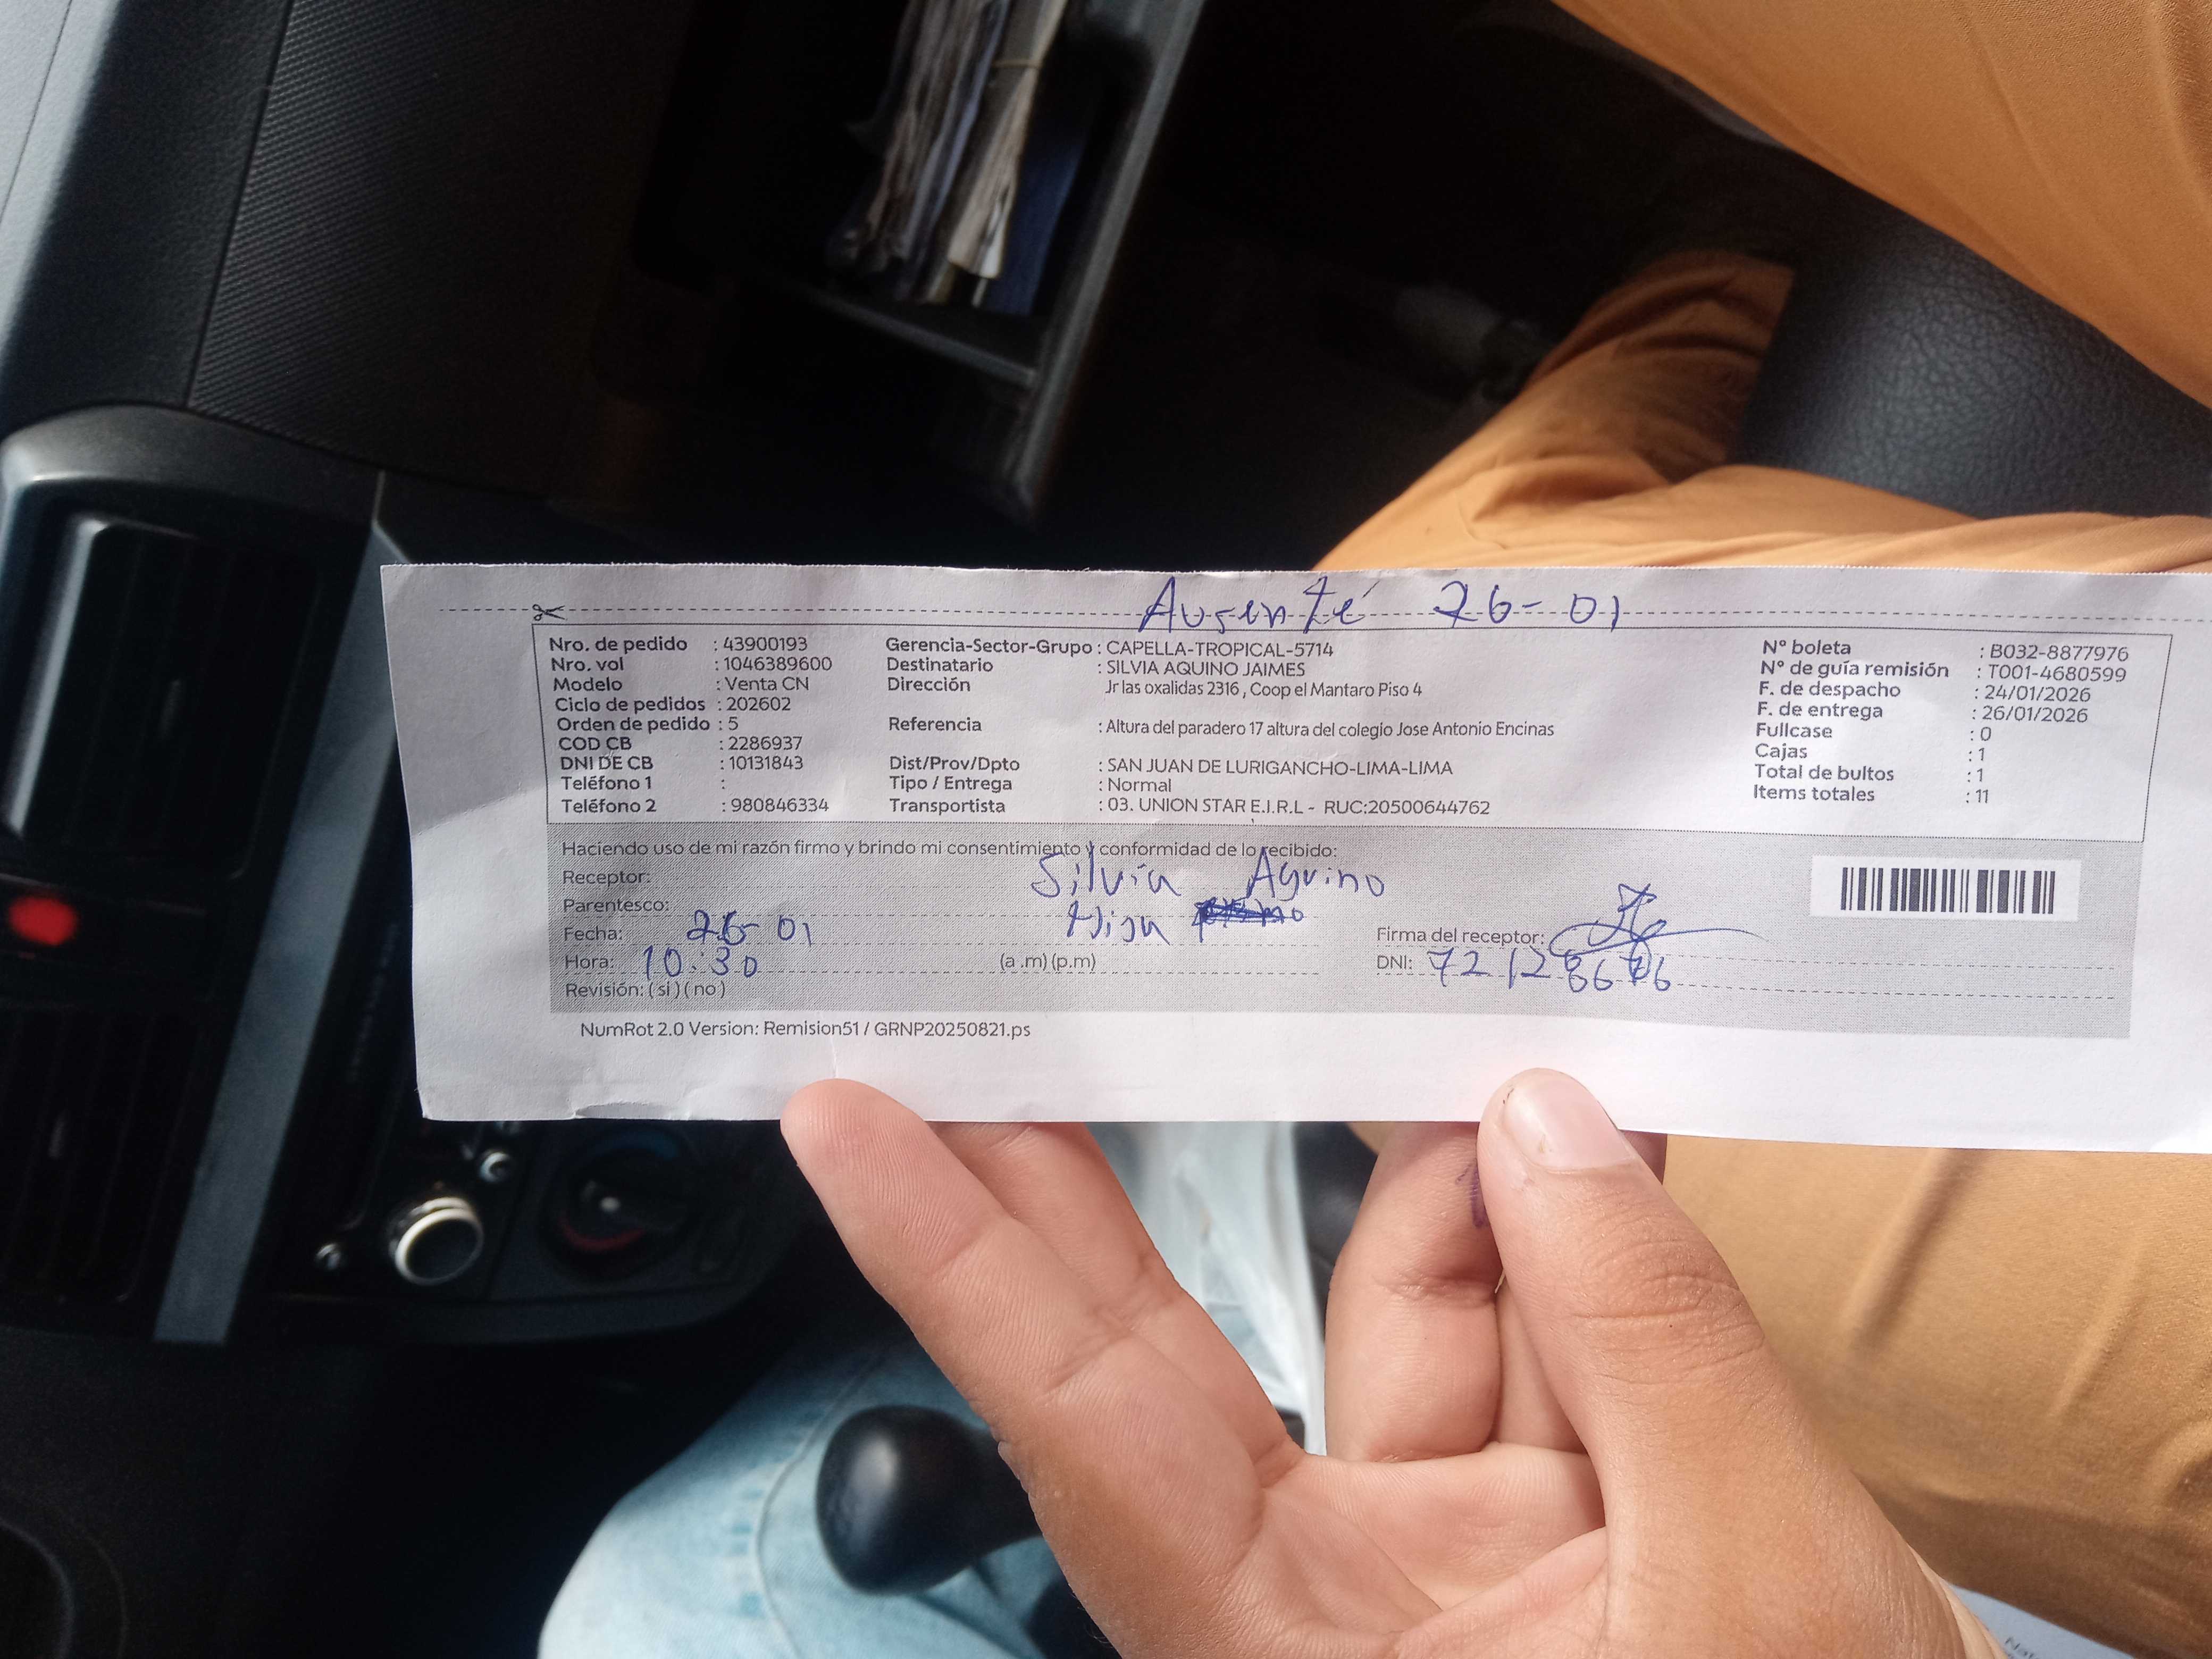 Ausente 26-01
Nro. de pedido : 43900193
Nro. vol : 1046389600
Modelo : Venta CN
Ciclo de pedidos : 202602
Orden de pedido : 5
COD CB : 2286937
DNI DE CB : 10131843
Teléfono 1 :
Teléfono 2 : 980846334
Gerencia-Sector-Grupo : CAPELLA-TROPICAL-5714
Destinatario : SILVIA AQUINO JAIMES
Dirección Jr las oxalidas 2316 , Coop el Mantaro Piso 4
Referencia : Altura del paradero 17 altura del colegio Jose Antonio Encinas
Dist/Prov/Dpto : SAN JUAN DE LURIGANCHO-LIMA-LIMA
Tipo / Entrega : Normal
Transportista : 03. UNION STAR E.I.R.L - RUC:20500644762
N° boleta : B032-8877976
N° de guía remisión : T001-4680599
F. de despacho : 24/01/2026
F. de entrega : 26/01/2026
Fullcase : 0
Cajas : 1
Total de bultos : 1
Items totales : 11
Haciendo uso de mi razón firmo y brindo mi consentimiento y conformidad de lo recibido:
Receptor: Silvia Aquino
Parentesco: Hija
Fecha: 26-01
Hora: 10:30 (a .m) (p.m)
Revisión: ( si ) ( no )
Firma del receptor:
DNI:
NumRot 2.0 Version: Remision51 / GRNP20250821.ps